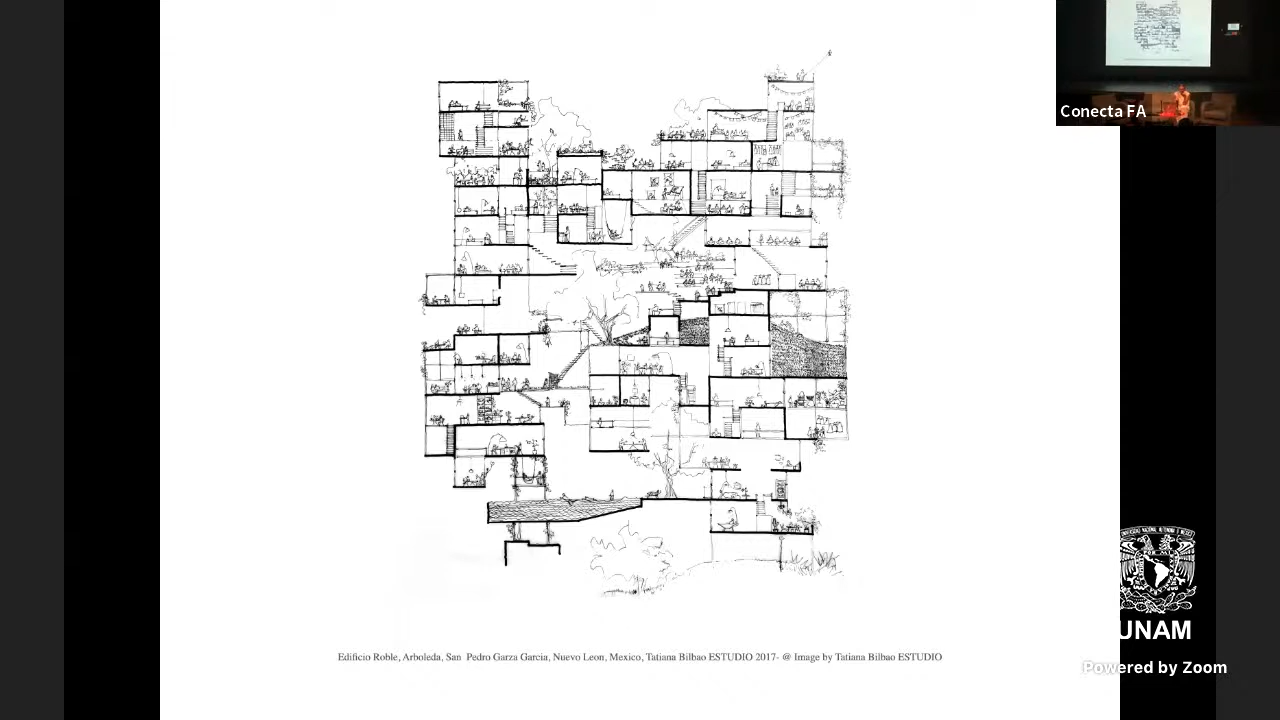 Conecta FA
UNAM
Powered by Zoom
Edificio Roble, Arboleda, San Pedro Garza Garcia, Nuevo Leon, Mexico, Tatiana Bilbao ESTUDIO 2017- @ Image by Tatiana Bilbao ESTUDIO